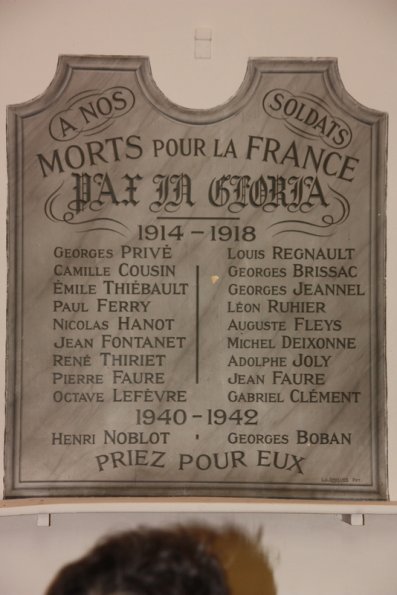 A NOS SOLDATS
MORTS POUR LA FRANCE
PAX IN GLORIA
1914-1918
GEORGES PRIVÉ LOUIS REGNAULT
CAMILLE COUSIN GEORGES BRISSAC
ÉMILE THIÉBAULT GEORGES JEANNEL
PAUL FERRY LÉON RUHIER
NICOLAS HANOT AUGUSTE FLEYS
JEAN FONTANET MICHEL DEIXONNE
RENÉ THIRIET ADOLPHE JOLY
PIERRE FAURE JEAN FAURE
OCTAVE LEFÈVRE GABRIEL CLÉMENT
1940-1942
HENRI NOBLOT GEORGES BOBAN
PRIEZ POUR EUX